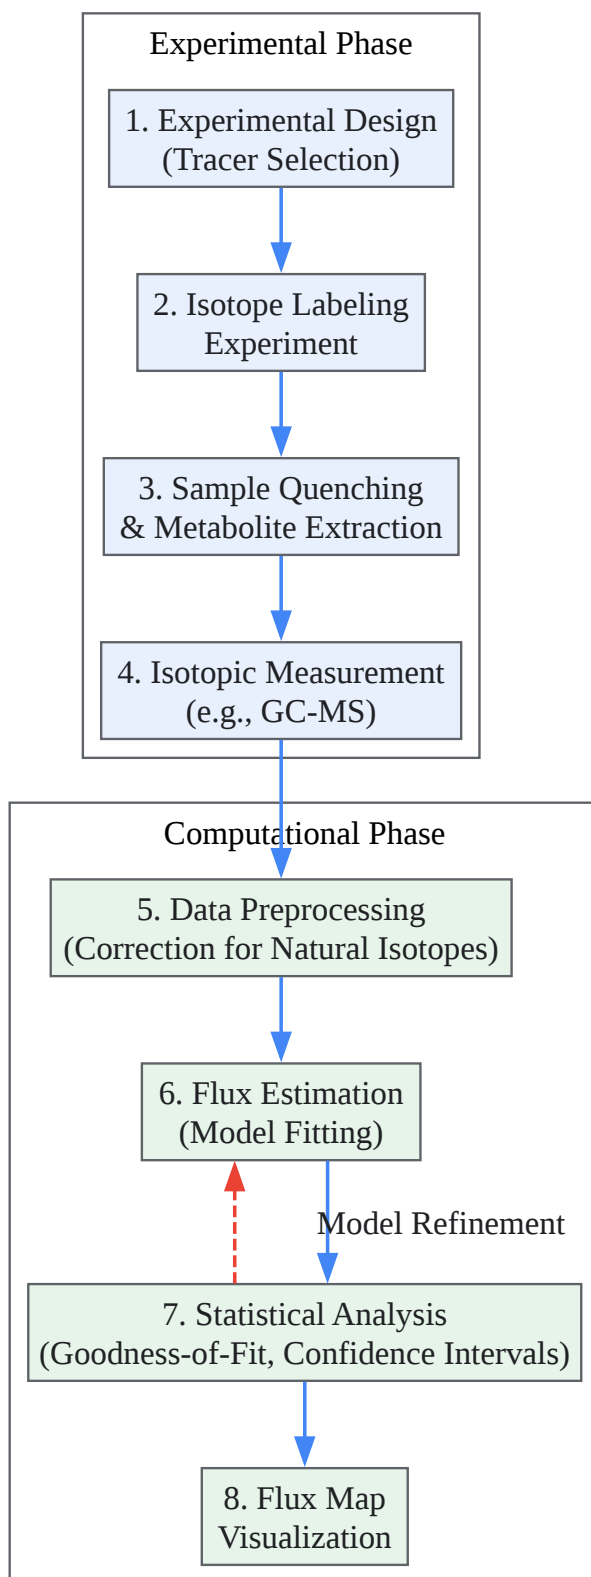 Experimental Phase
1. Experimental Design
(Tracer Selection)
2. Isotope Labeling
Experiment
3. Sample Quenching
& Metabolite Extraction
4. Isotopic Measurement
(e.g., GC-MS)
Computational Phase
5. Data Preprocessing
(Correction for Natural Isotopes)
6. Flux Estimation
(Model Fitting)
Model Refinement
7. Statistical Analysis
(Goodness-of-Fit, Confidence Intervals)
8. Flux Map
Visualization